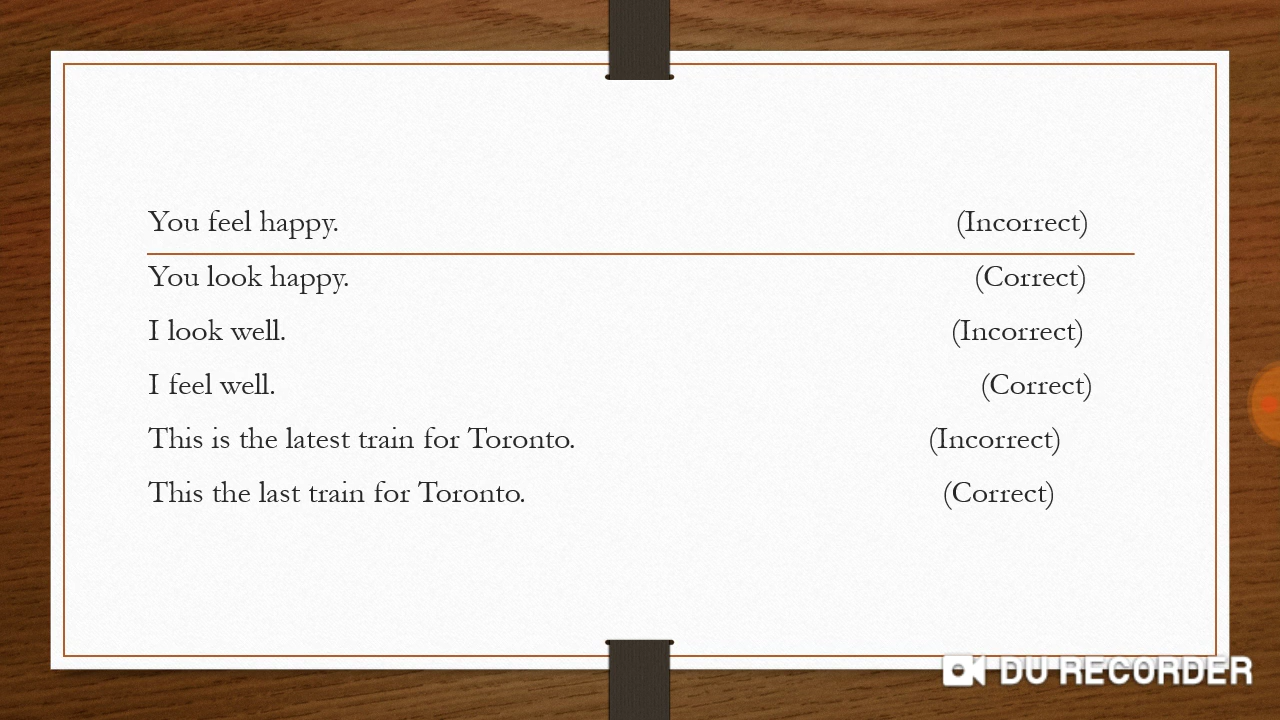 You feel happy. (Incorrect)
You look happy. (Correct)
I look well. (Incorrect)
I feel well. (Correct)
This is the latest train for Toronto. (Incorrect)
This the last train for Toronto. (Correct)
DU RECORDER